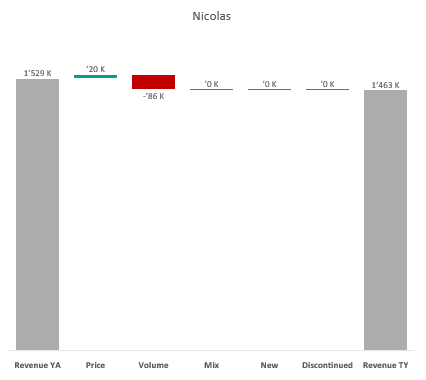 Nicolas
1'529 K
'20 K
-'86 K
'0 K
'0 K
'0 K
1'463 K
Revenue YA
Price
Volume
Mix
New
Discontinued
Revenue TY